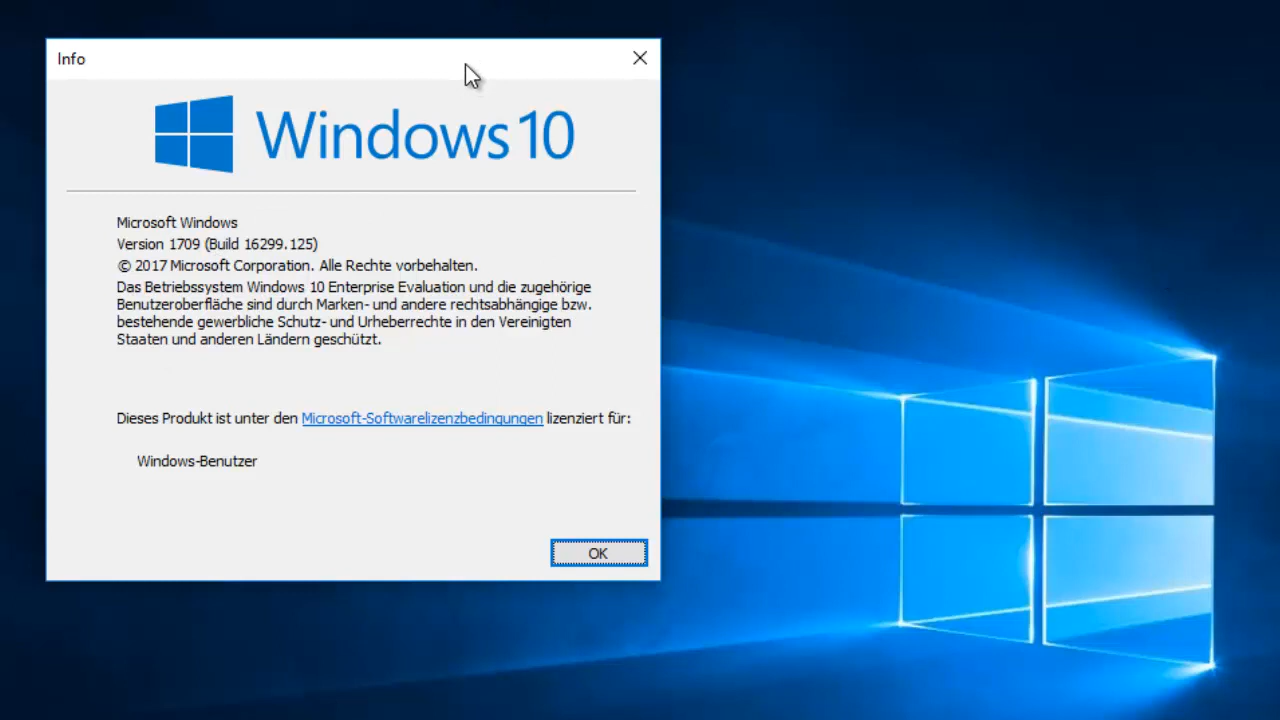 Info
Windows 10
Microsoft Windows
Version 1709 (Build 16299.125)
© 2017 Microsoft Corporation. Alle Rechte vorbehalten.
Das Betriebssystem Windows 10 Enterprise Evaluation und die zugehörige
Benutzeroberfläche sind durch Marken- und andere rechtsabhängige bzw.
bestehende gewerbliche Schutz- und Urheberrechte in den Vereinigten
Staaten und anderen Ländern geschützt.
Dieses Produkt ist unter den Microsoft-Softwarelizenzbedingungen lizenziert für:
Windows-Benutzer
OK